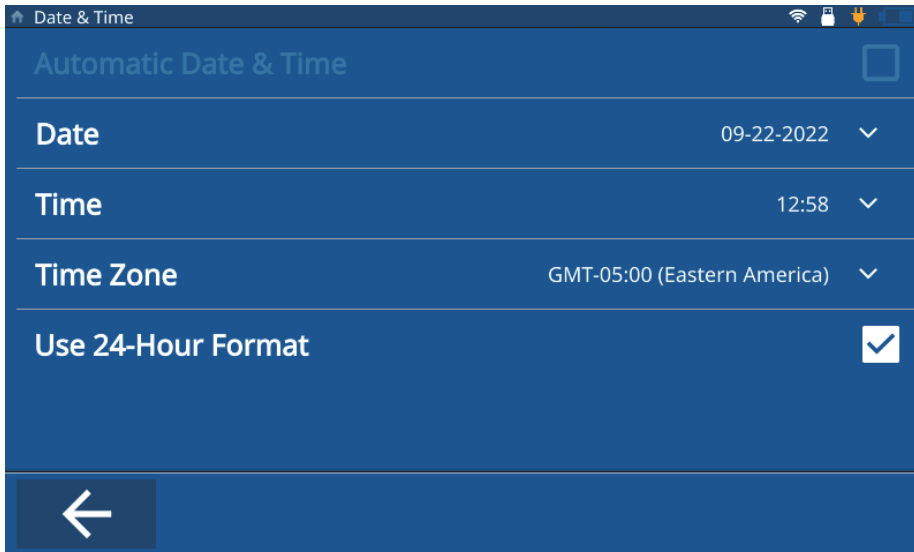 Date & Time
Automatic Date & Time
Date 09-22-2022
Time 12:58
Time Zone GMT-05:00 (Eastern America)
Use 24-Hour Format